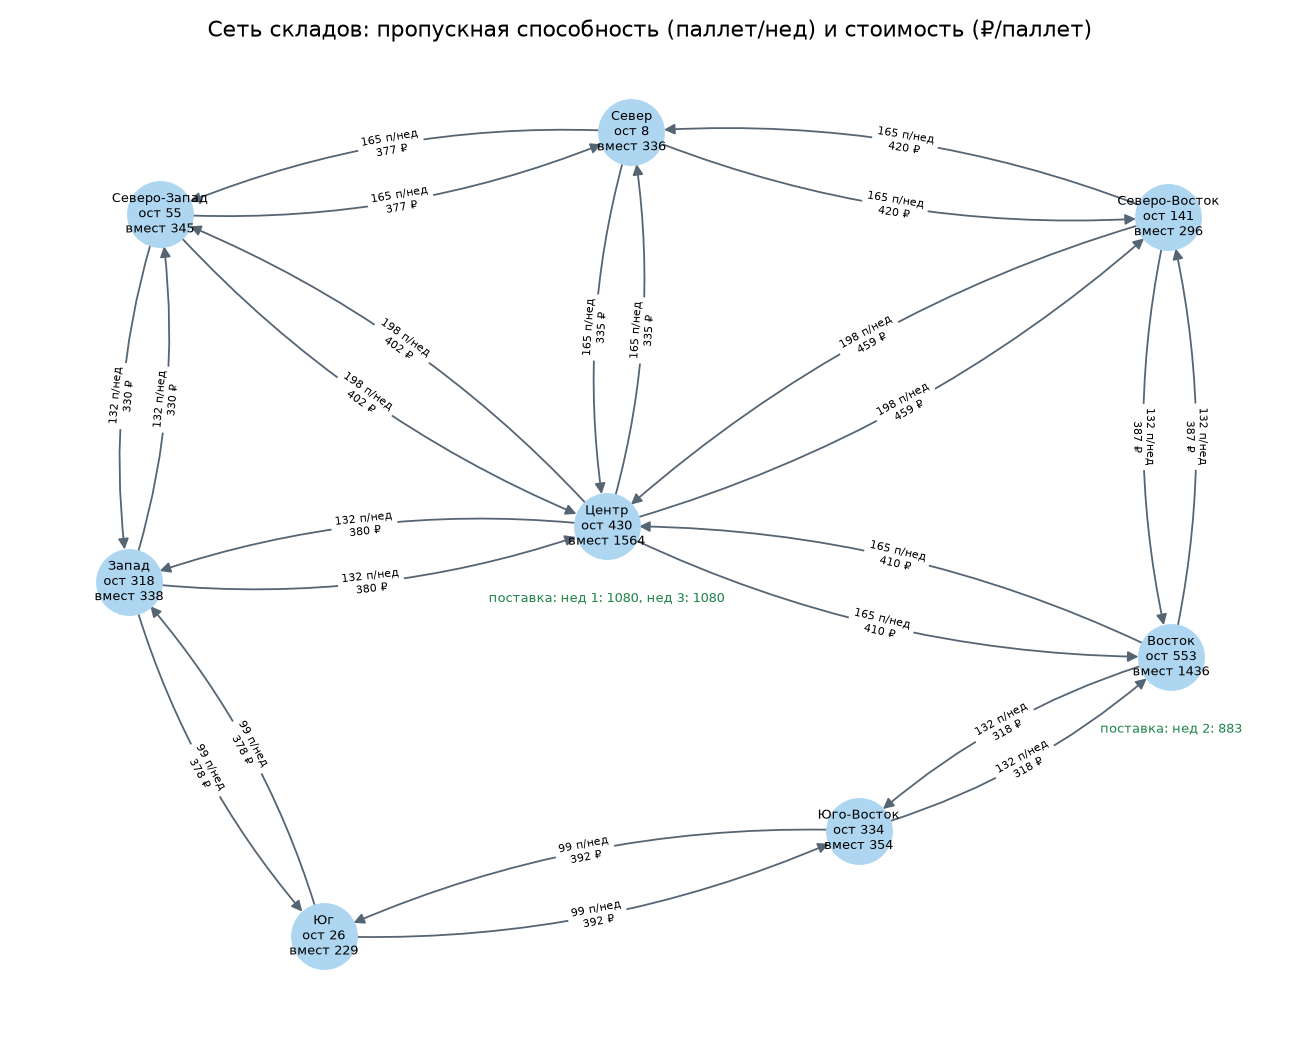 Сеть складов: пропускная способность (паллет/нед) и стоимость (₽/паллет)
Север
ост 8
вмест 336
165 п/нед
377 ₽
165 п/нед
377 ₽
165 п/нед
420 ₽
165 п/нед
420 ₽
Северо-Запад
ост 55
вмест 345
Северо-Восток
ост 141
вмест 296
165 п/нед
335 ₽
165 п/нед
335 ₽
198 п/нед
402 ₽
198 п/нед
402 ₽
198 п/нед
459 ₽
198 п/нед
459 ₽
132 п/нед
330 ₽
132 п/нед
330 ₽
132 п/нед
387 ₽
132 п/нед
387 ₽
Центр
ост 430
вмест 1564
132 п/нед
380 ₽
132 п/нед
380 ₽
165 п/нед
410 ₽
165 п/нед
410 ₽
Запад
ост 318
вмест 338
поставка: нед 1: 1080, нед 3: 1080
Восток
ост 553
вмест 1436
поставка: нед 2: 883
99 п/нед
378 ₽
99 п/нед
378 ₽
132 п/нед
318 ₽
132 п/нед
318 ₽
Юго-Восток
ост 334
вмест 354
99 п/нед
392 ₽
99 п/нед
392 ₽
Юг
ост 26
вмест 229